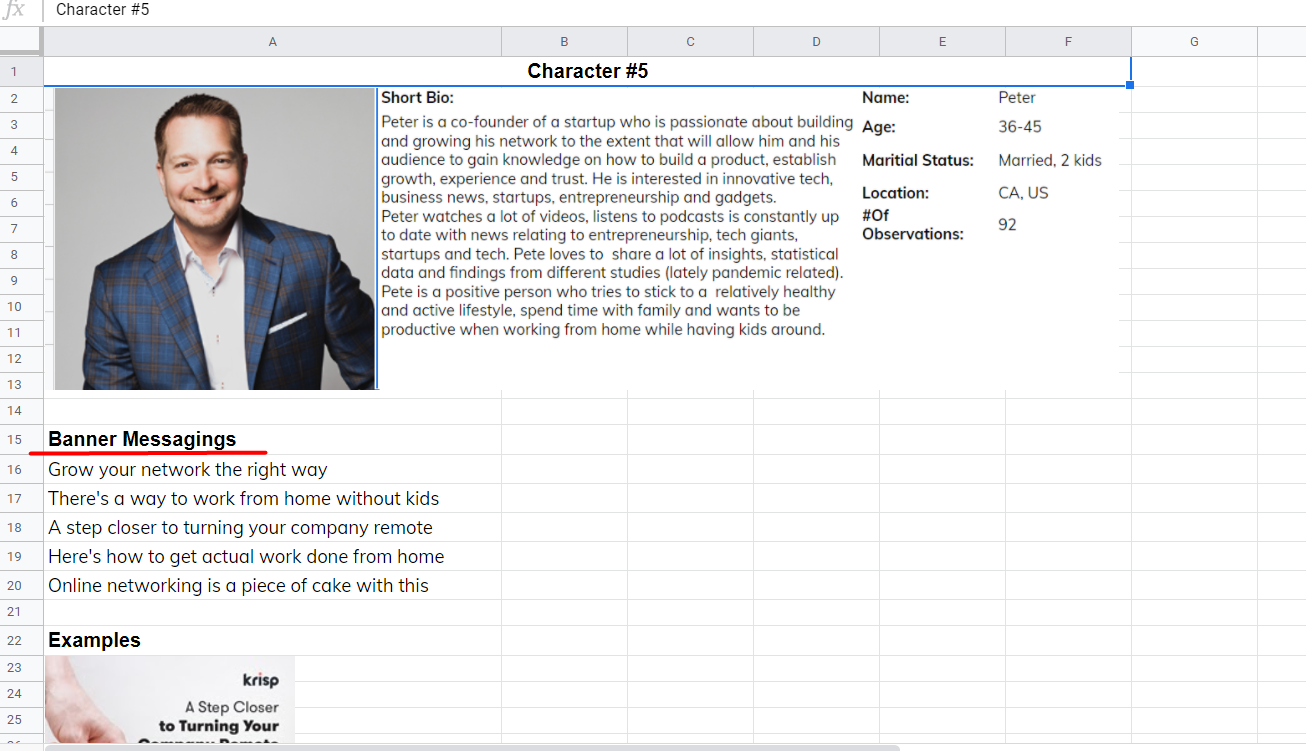 fx Character #5
A B C D E F G
1 Character #5
2 Short Bio: Name: Peter
3 Peter is a co-founder of a startup who is passionate about building
and growing his network to the extent that will allow him and his
audience to gain knowledge on how to build a product, establish
growth, experience and trust. He is interested in innovative tech,
business news, startups, entrepreneurship and gadgets.
Peter watches a lot of videos, listens to podcasts is constantly up
to date with news relating to entrepreneurship, tech giants,
startups and tech. Pete loves to  share a lot of insights, statistical
data and findings from different studies (lately pandemic related).
Pete is a positive person who tries to stick to a  relatively healthy
and active lifestyle, spend time with family and wants to be
productive when working from home while having kids around.
Age: 36-45
Maritial Status: Married, 2 kids
Location: CA, US
#Of
Observations: 92
4
5
6
7
8
9
10
11
12
13
14
15 Banner Messagings
16 Grow your network the right way
17 There's a way to work from home without kids
18 A step closer to turning your company remote
19 Here's how to get actual work done from home
20 Online networking is a piece of cake with this
21
22 Examples
23 krisp
24 A Step Closer
25 to Turning Your
Company Remote